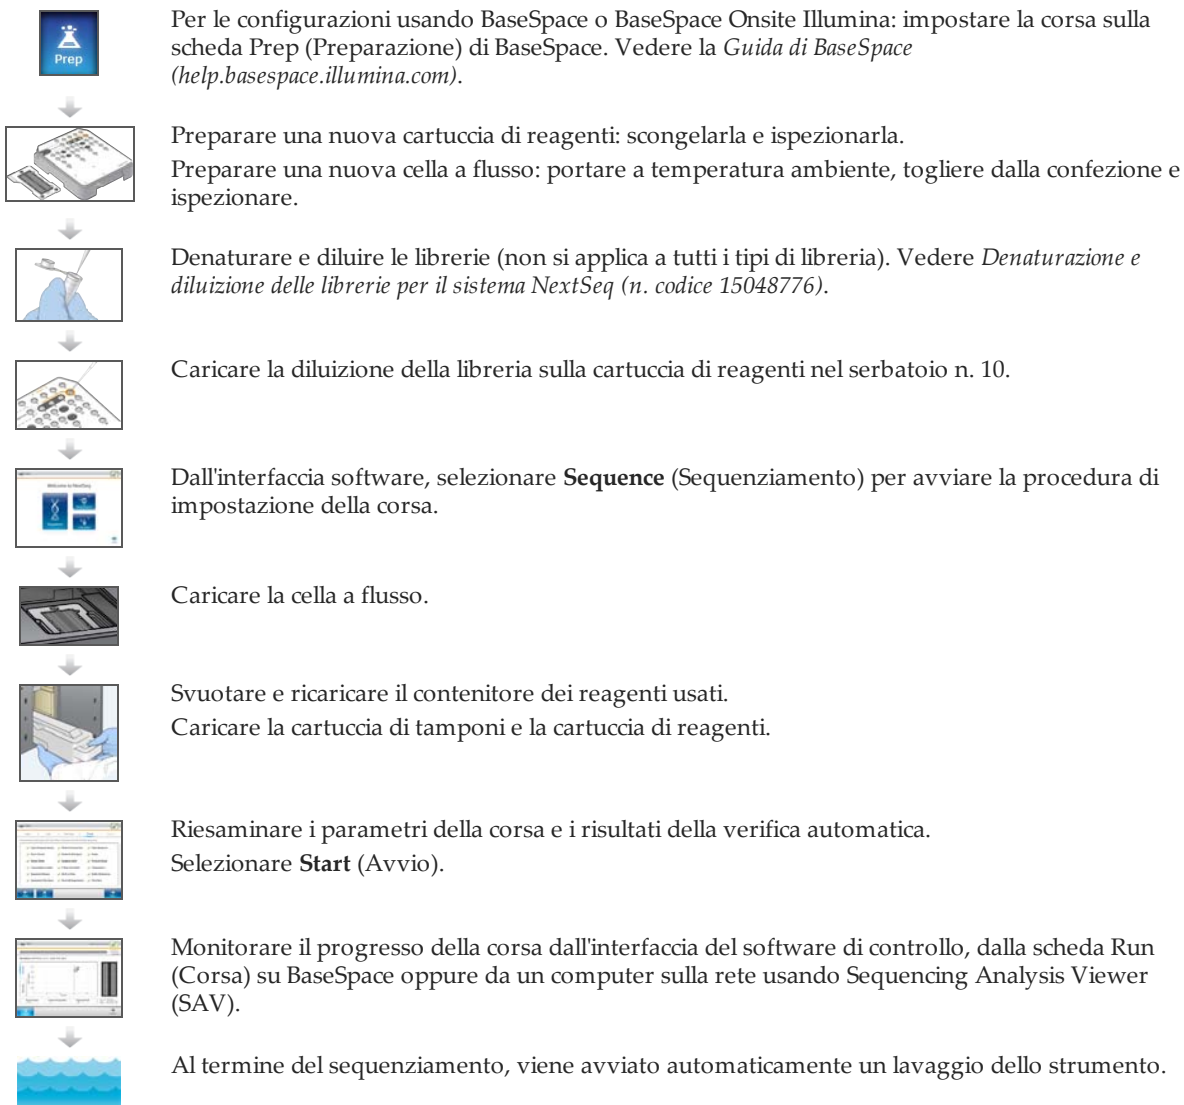 Prep
Per le configurazioni usando BaseSpace o BaseSpace Onsite Illumina: impostare la corsa sulla
scheda Prep (Preparazione) di BaseSpace. Vedere la Guida di BaseSpace
(help.basespace.illumina.com).
Preparare una nuova cartuccia di reagenti: scongelarla e ispezionarla.
Preparare una nuova cella a flusso: portare a temperatura ambiente, togliere dalla confezione e
ispezionare.
Denaturare e diluire le librerie (non si applica a tutti i tipi di libreria). Vedere Denaturazione e
diluizione delle librerie per il sistema NextSeq (n. codice 15048776).
Caricare la diluizione della libreria sulla cartuccia di reagenti nel serbatoio n. 10.
Welcome to NextSeq
Dall'interfaccia software, selezionare Sequence (Sequenziamento) per avviare la procedura di
impostazione della corsa.
Caricare la cella a flusso.
Svuotare e ricaricare il contenitore dei reagenti usati.
Caricare la cartuccia di tamponi e la cartuccia di reagenti.
Riesaminare i parametri della corsa e i risultati della verifica automatica.
Selezionare Start (Avvio).
Monitorare il progresso della corsa dall'interfaccia del software di controllo, dalla scheda Run
(Corsa) su BaseSpace oppure da un computer sulla rete usando Sequencing Analysis Viewer
(SAV).
Al termine del sequenziamento, viene avviato automaticamente un lavaggio dello strumento.